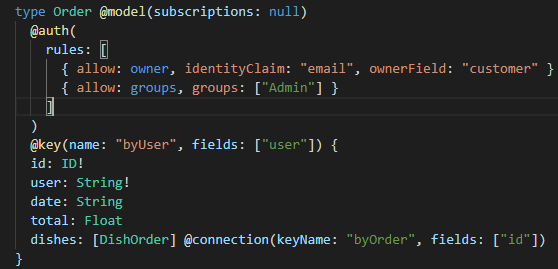 type Order @model(subscriptions: null)
  @auth(
    rules: [
      { allow: owner, identityClaim: "email", ownerField: "customer" }
      { allow: groups, groups: ["Admin"] }
    ]
  )
  @key(name: "byUser", fields: ["user"]) {
  id: ID!
  user: String!
  date: String
  total: Float
  dishes: [DishOrder] @connection(keyName: "byOrder", fields: ["id"])
}